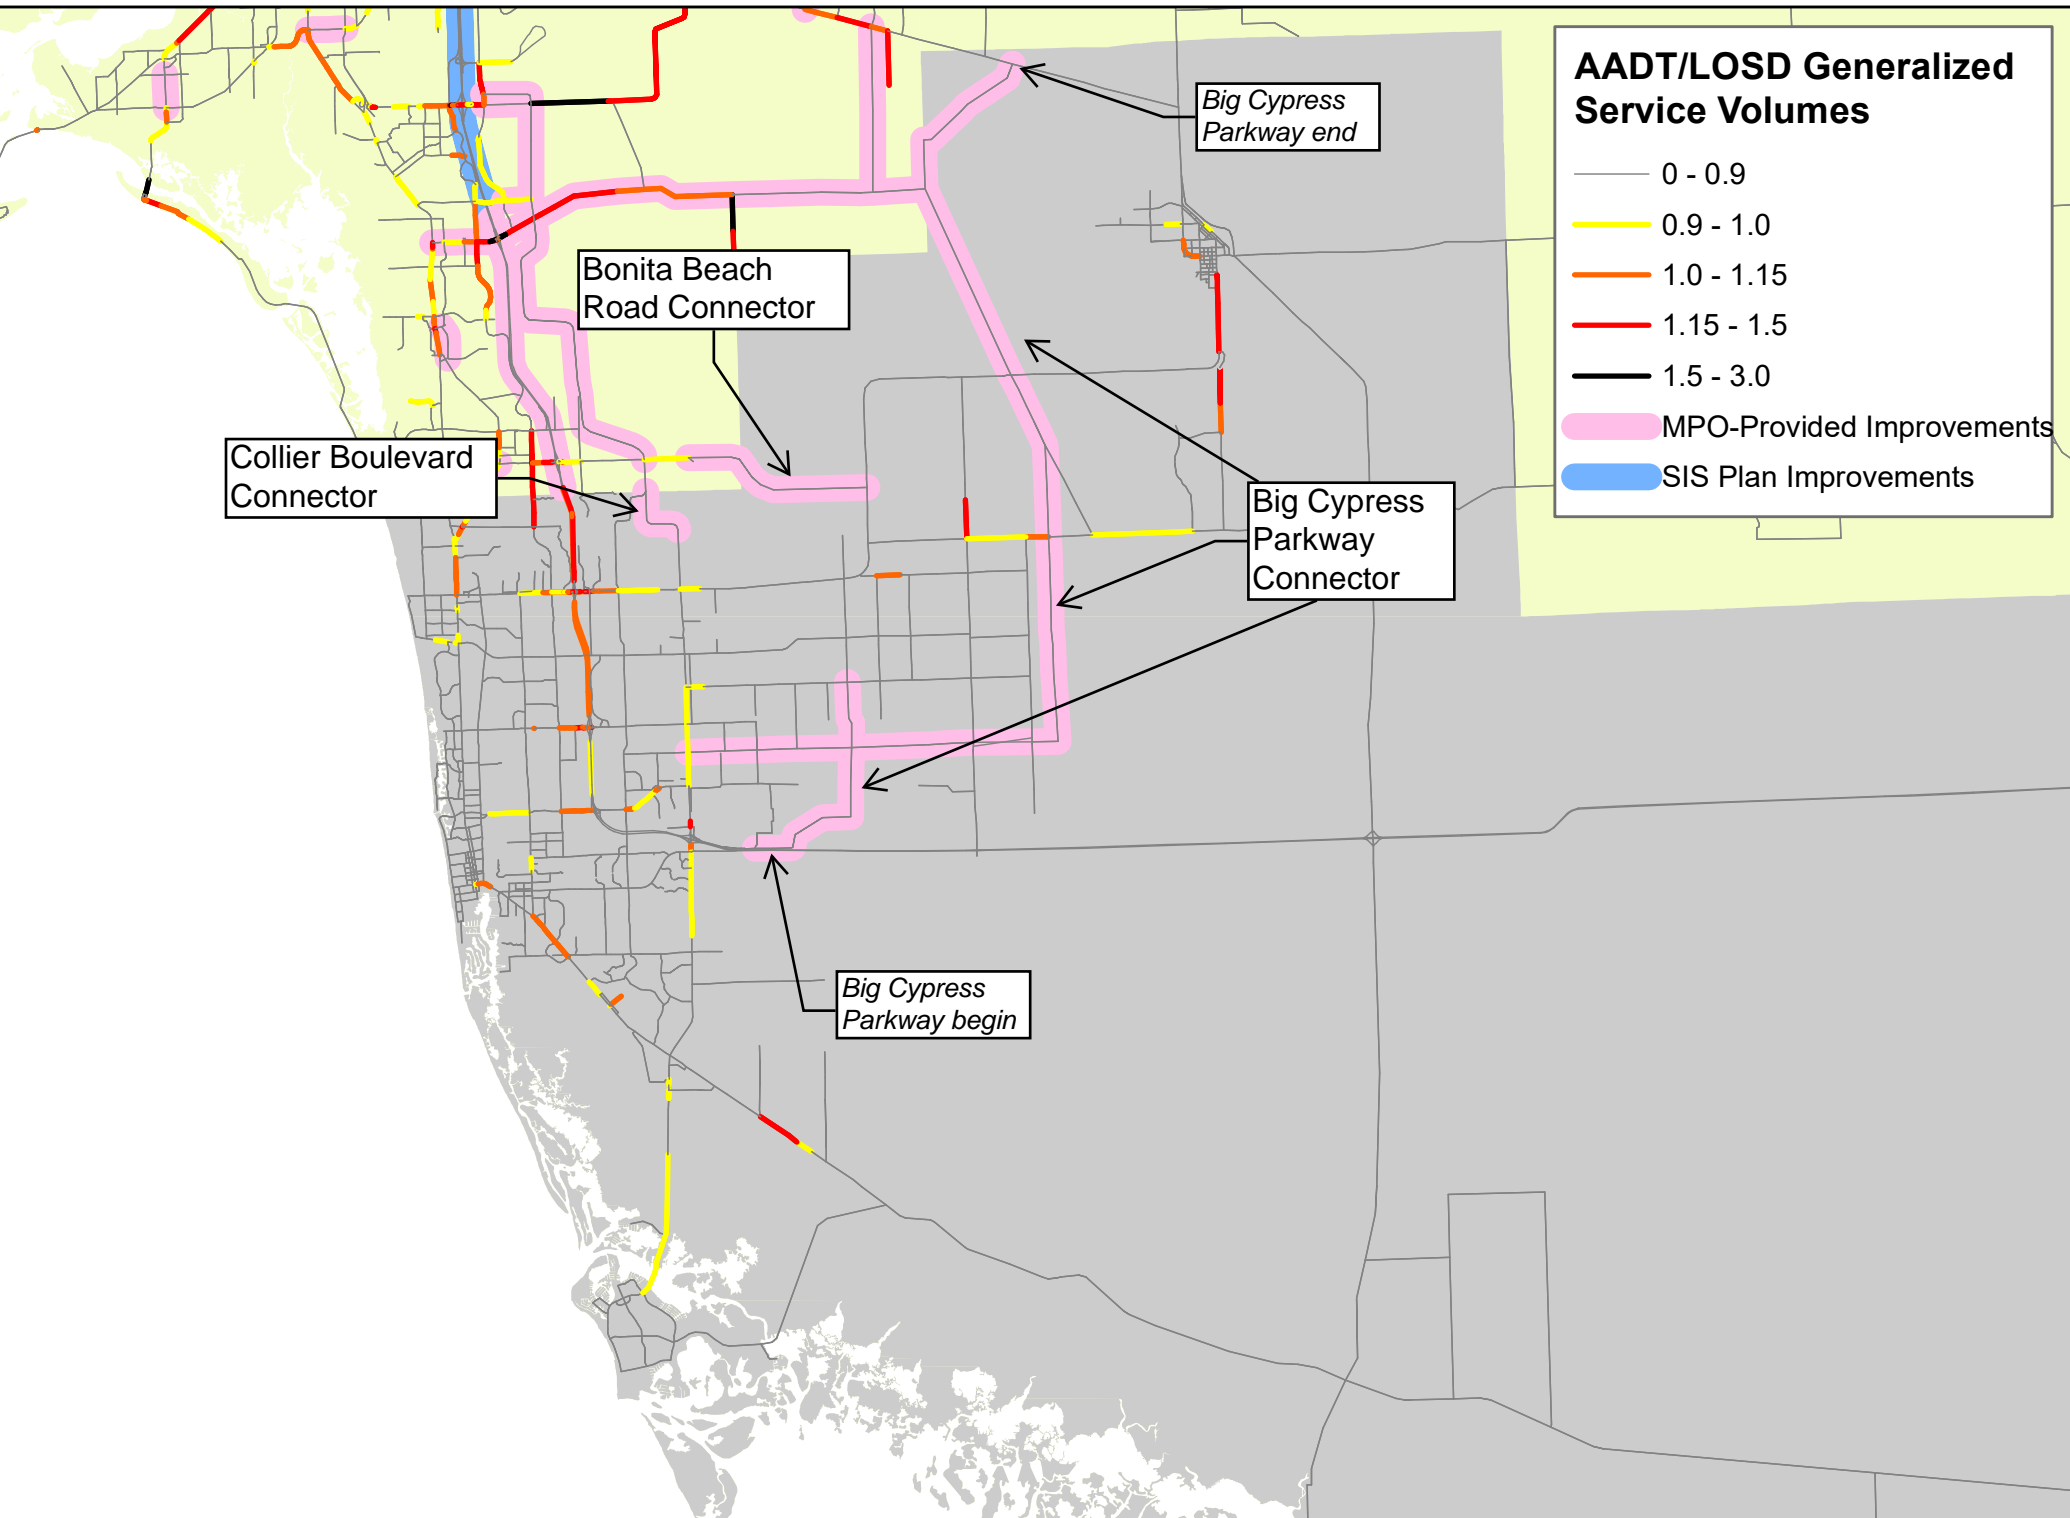 AADT/LOSD Generalized
Service Volumes
0 - 0.9
0.9 - 1.0
1.0 - 1.15
1.15 - 1.5
1.5 - 3.0
MPO-Provided Improvements
SIS Plan Improvements
Big Cypress
Parkway end
Bonita Beach
Road Connector
Collier Boulevard
Connector
Big Cypress
Parkway
Connector
Big Cypress
Parkway begin